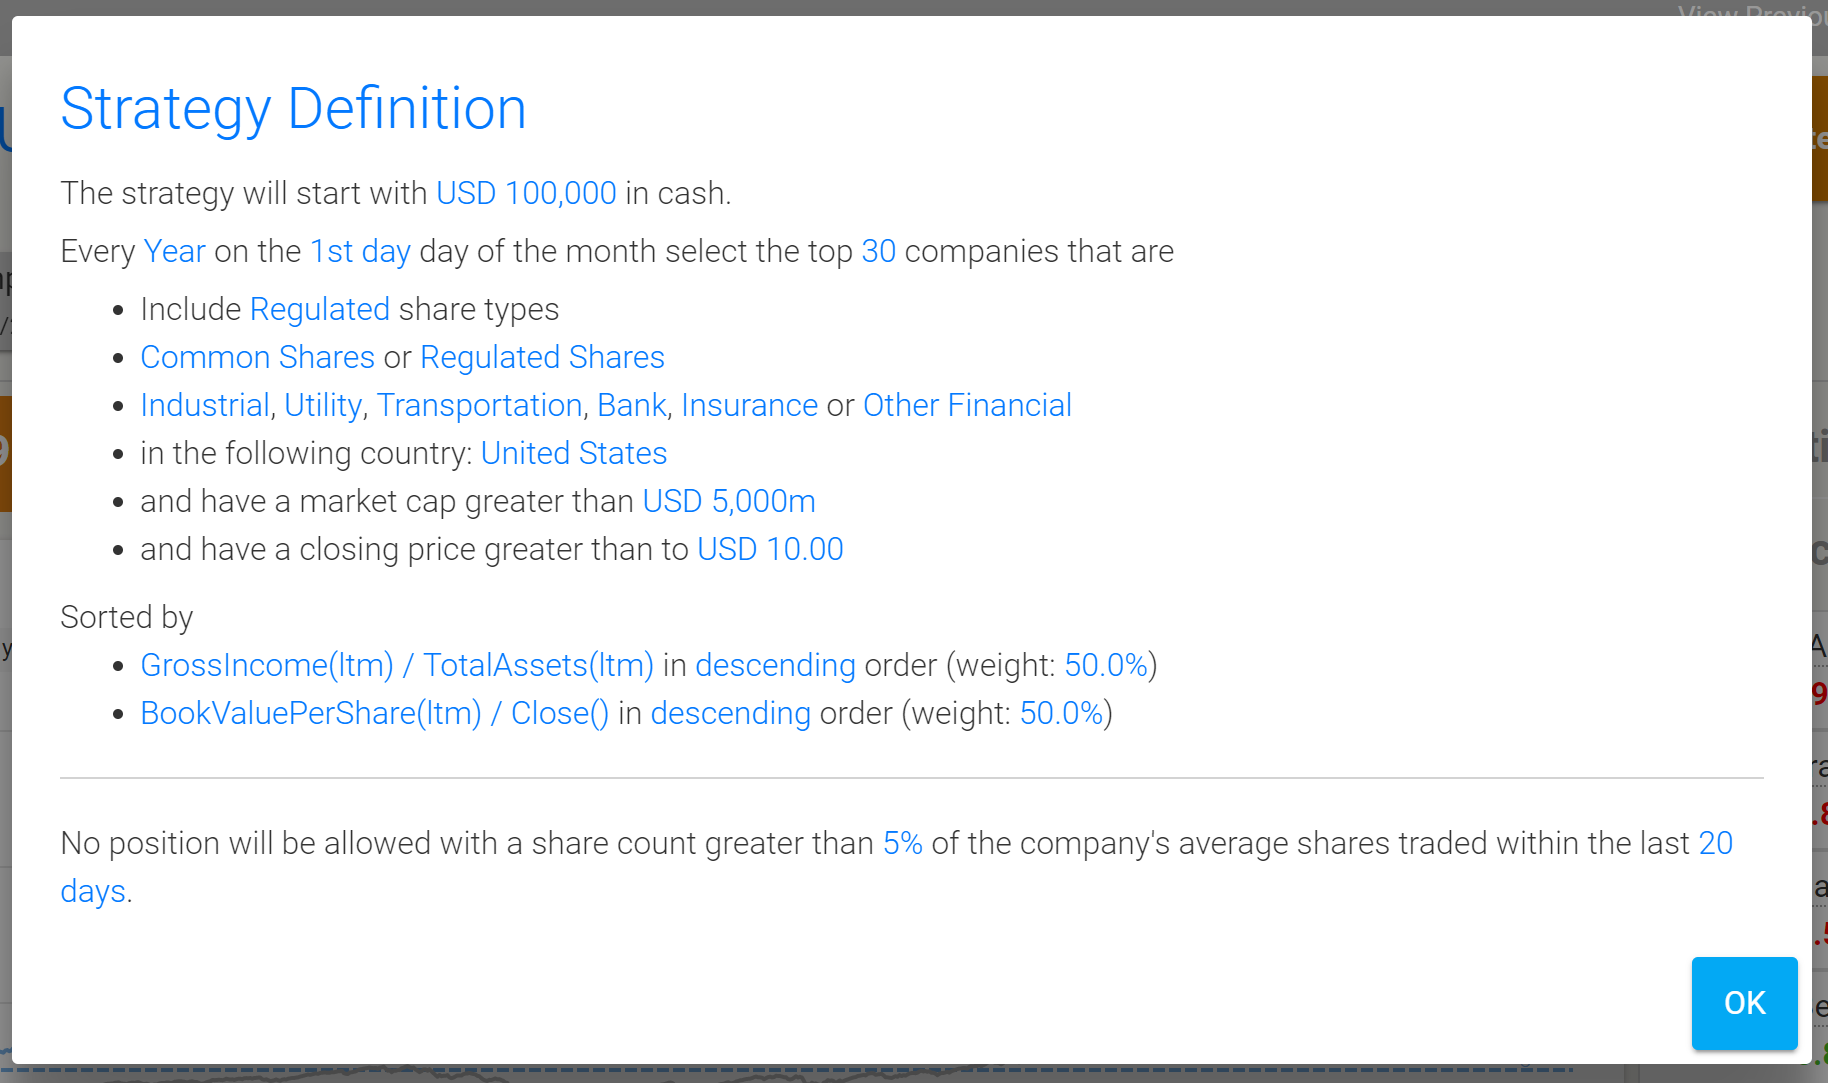 View Previou
Strategy Definition
The strategy will start with USD 100,000 in cash.
Every Year on the 1st day day of the month select the top 30 companies that are
Include Regulated share types
Common Shares or Regulated Shares
Industrial, Utility, Transportation, Bank, Insurance or Other Financial
in the following country: United States
and have a market cap greater than USD 5,000m
and have a closing price greater than to USD 10.00
Sorted by
GrossIncome(ltm) / TotalAssets(ltm) in descending order (weight: 50.0%)
BookValuePerShare(ltm) / Close() in descending order (weight: 50.0%)
No position will be allowed with a share count greater than 5% of the company's average shares traded within the last 20
days.
OK